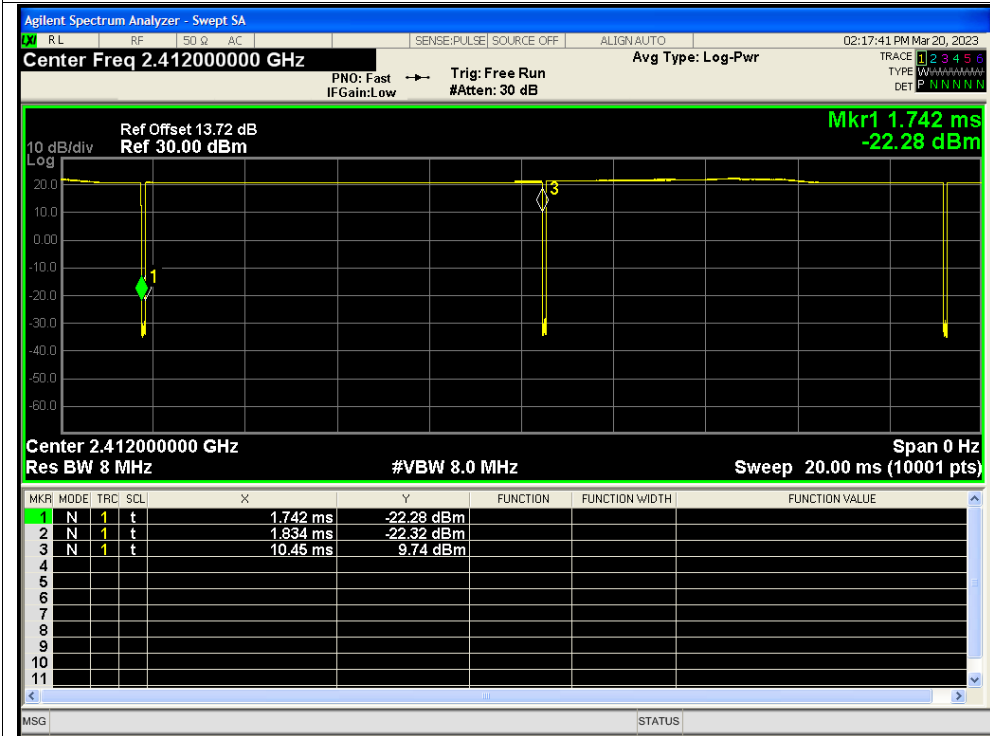 Agilent Spectrum Analyzer - Swept SA
LXI RL RF 50 Ω AC SENSE:PULSE SOURCE OFF ALIGN AUTO 02:17:41 PM Mar 20, 2023
Center Freq 2.412000000 GHz Avg Type: Log-Pwr TRACE 1 2 3 4 5 6
PNO: Fast Trig: Free Run TYPE WWWWWW
IFGain:Low #Atten: 30 dB DET P N N N N N
Mkr1 1.742 ms
Ref Offset 13.72 dB
10 dB/div Ref 30.00 dBm -22.28 dBm
Log
20.0
3
10.0
0.00
-10.0
1
-20.0
-30.0
-40.0
-50.0
-60.0
Center 2.412000000 GHz Span 0 Hz
Res BW 8 MHz #VBW 8.0 MHz Sweep 20.00 ms (10001 pts)
MKR MODE TRC SCL X Y FUNCTION FUNCTION WIDTH FUNCTION VALUE
1 N 1 t 1.742 ms -22.28 dBm
2 N 1 t 1.834 ms -22.32 dBm
3 N 1 t 10.45 ms 9.74 dBm
4
5
6
7
8
9
10
11
MSG STATUS